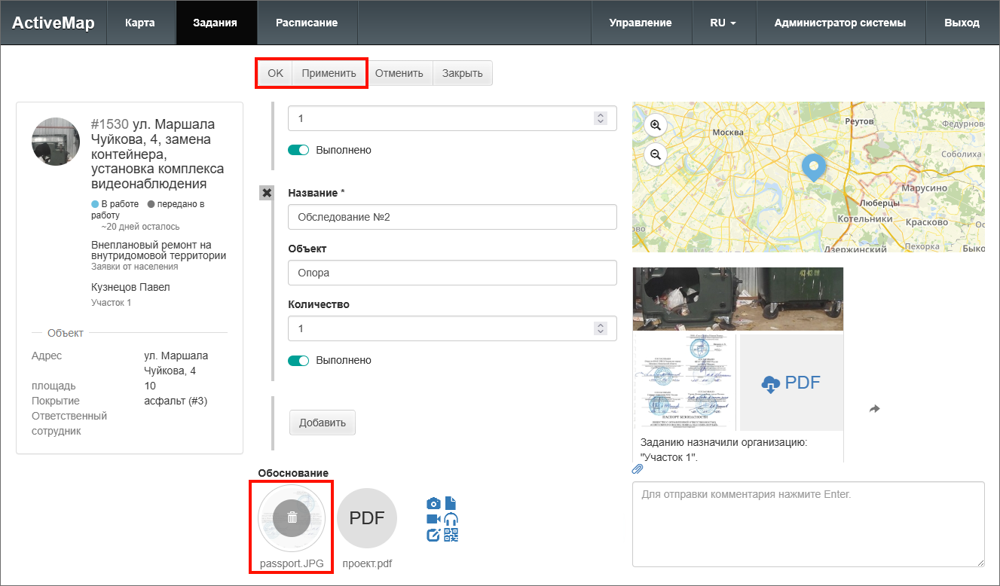 ActiveMap
Карта
Задания
Расписание
Управление
RU
Администратор системы
Выход
OK
Применить
Отменить
Закрыть
#1530 ул. Маршала
Чуйкова, 4, замена
контейнера,
установка комплекса
видеонаблюдения
В работе
передано в
работу
~20 дней осталось
Внеплановый ремонт на
внутридомовой территории
Заявки от населения
Кузнецов Павел
Участок 1
Объект
Адрес
ул. Маршала
Чуйкова, 4
площадь
10
Покрытие
асфальт (#3)
Ответственный
сотрудник
1
Выполнено
Название *
Обследование №2
Объект
Опора
Количество
1
Выполнено
Добавить
Обоснование
PDF
passport.JPG
проект.pdf
Москва
Реутов
Федурново
Соболиха
Марусино
Люберцы
Котельники
Красково
Дзержинский
Пехорка
Быко
ово
Ос
PDF
ПАСПОРТ БЕЗОПАСНОСТИ
Заданию назначили организацию:
"Участок 1".
Для отправки комментария нажмите Enter.